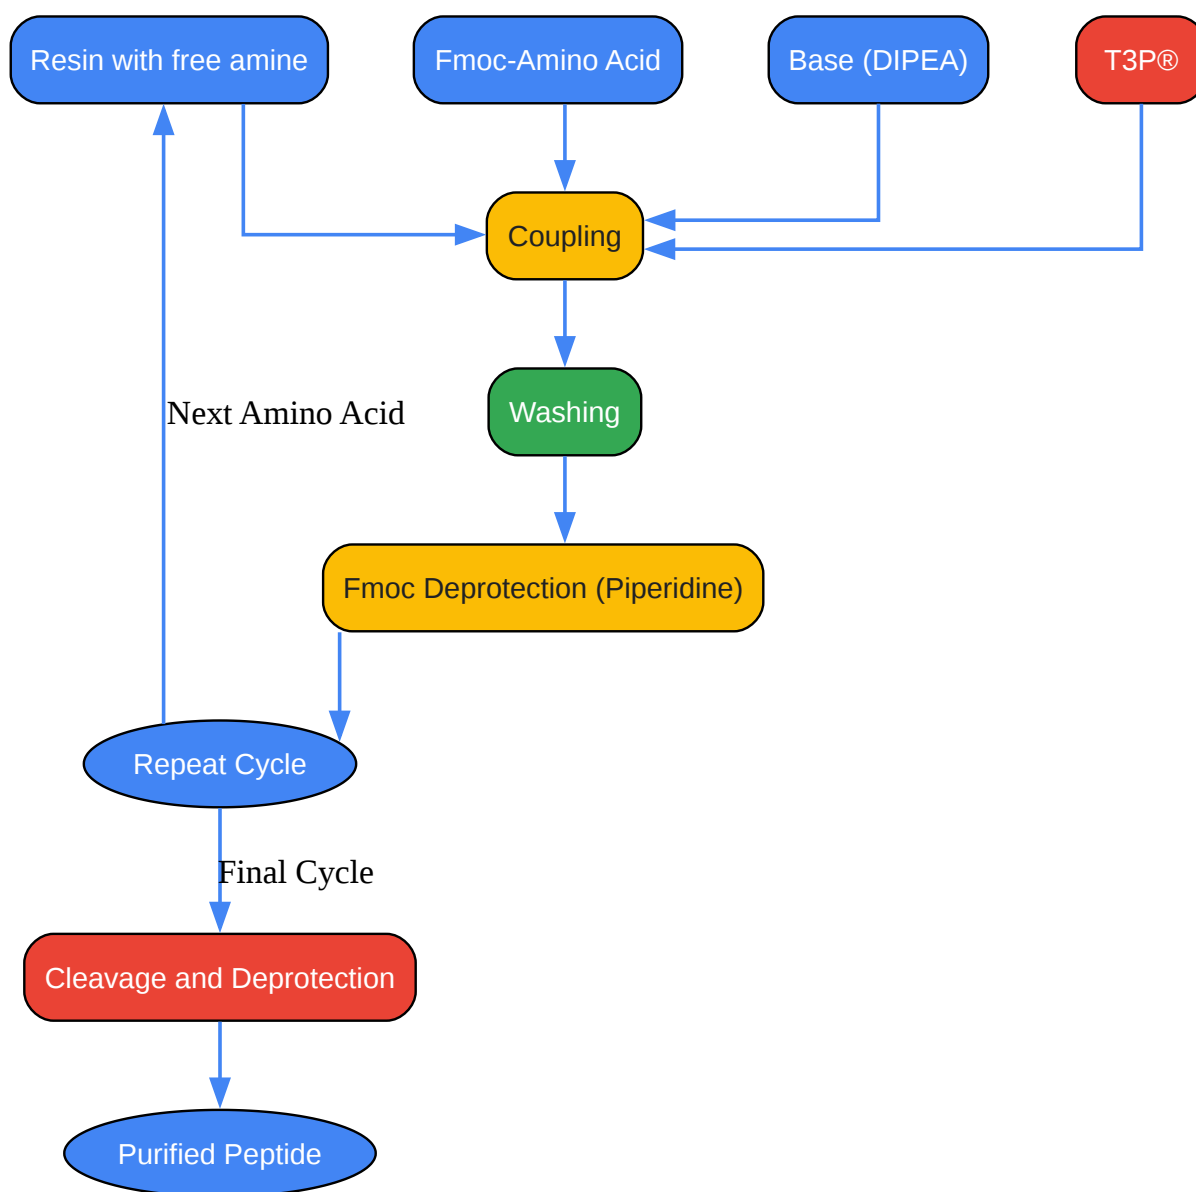 Resin with free amine
Fmoc-Amino Acid
Base (DIPEA)
T3P®
Coupling
Washing
Next Amino Acid
Fmoc Deprotection (Piperidine)
Repeat Cycle
Final Cycle
Cleavage and Deprotection
Purified Peptide